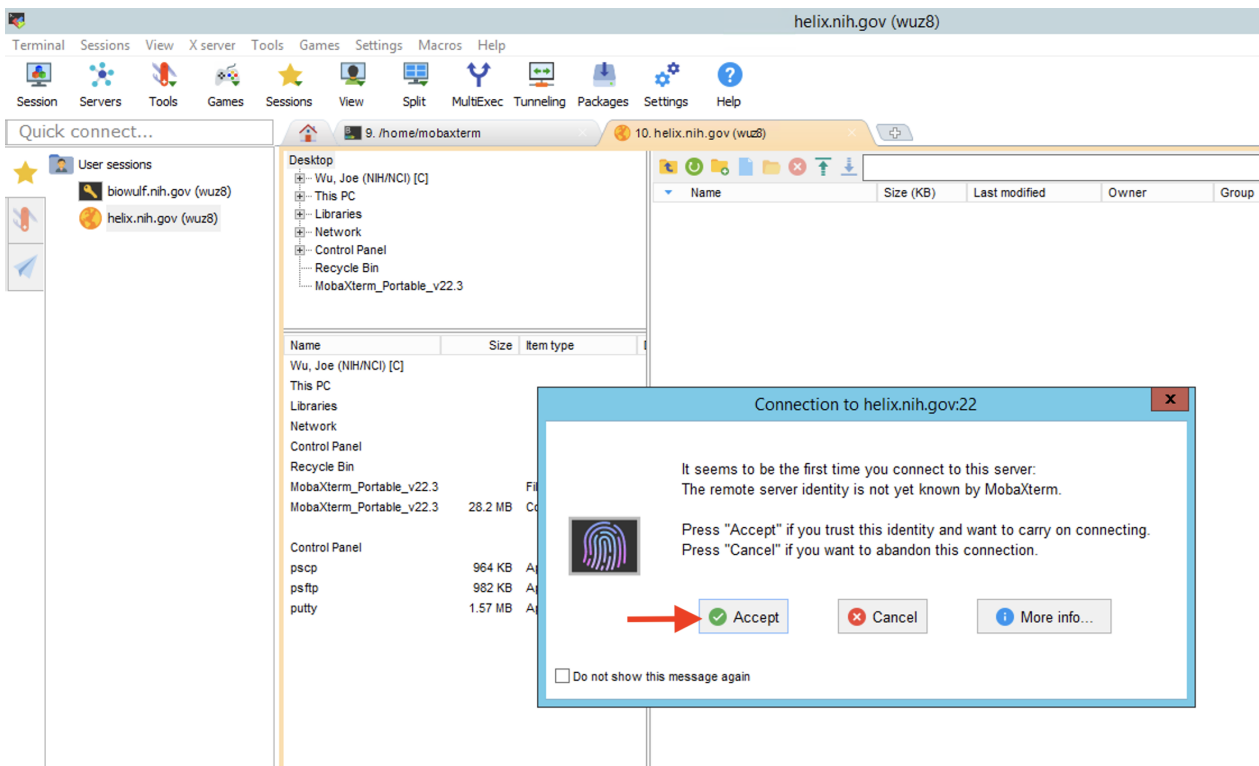 helix.nih.gov (wuz8)
Terminal Sessions View X server Tools Games Settings Macros Help
Session Servers Tools Games Sessions View Split MultiExec Tunneling Packages Settings Help
Quick connect...
9. /home/mobaxterm
10. helix.nih.gov (wuz8)
User sessions
biowulf.nih.gov (wuz8)
helix.nih.gov (wuz8)
Desktop
Wu, Joe (NIH/NCI) [C]
This PC
Libraries
Network
Control Panel
Recycle Bin
MobaXterm_Portable_v22.3
Name Size Item type
Wu, Joe (NIH/NCI) [C]
This PC
Libraries
Network
Control Panel
Recycle Bin
MobaXterm_Portable_v22.3
MobaXterm_Portable_v22.3 28.2 MB
Control Panel
pscp 964 KB
psftp 982 KB
putty 1.57 MB
Name Size (KB) Last modified Owner Group
Connection to helix.nih.gov:22
x
It seems to be the first time you connect to this server:
The remote server identity is not yet known by MobaXterm.
Press "Accept" if you trust this identity and want to carry on connecting.
Press "Cancel" if you want to abandon this connection.
Accept Cancel More info...
Do not show this message again